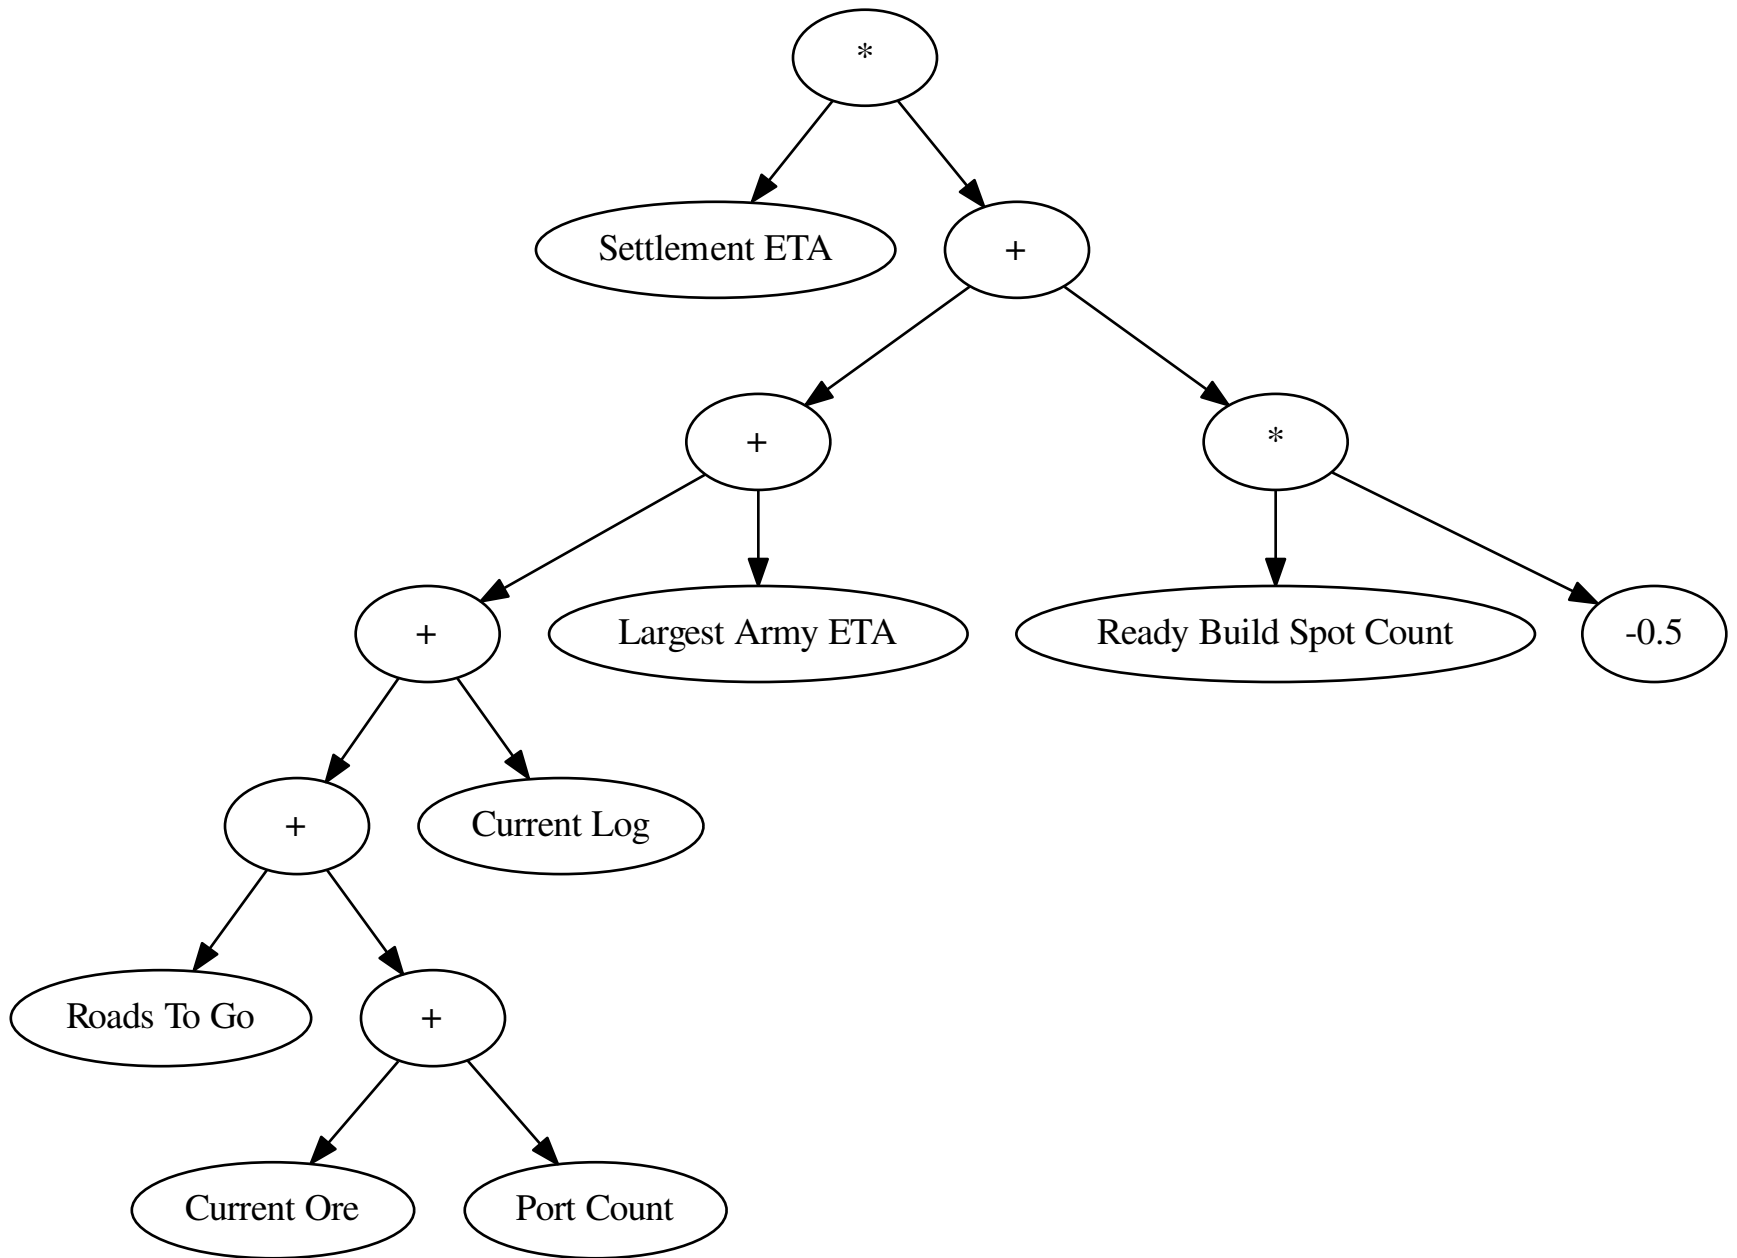 *
Settlement ETA
+
+
*
+
Largest Army ETA
Ready Build Spot Count
-0.5
+
Current Log
Roads To Go
+
Current Ore
Port Count